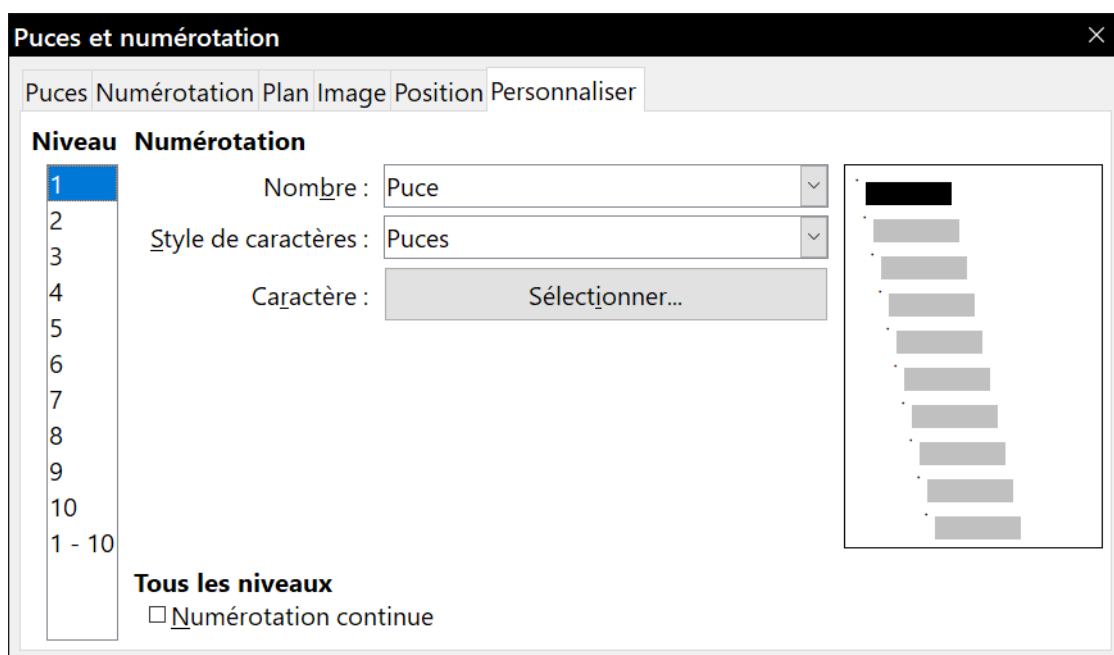 Puces et numérotation
Puces Numérotation Plan Image Position Personnaliser
Niveau Numérotation
1
2
3
4
5
6
7
8
9
10
1 - 10
Nombre : Puce
Style de caractères : Puces
Caractère : Sélectionner...
Tous les niveaux
Numérotation continue